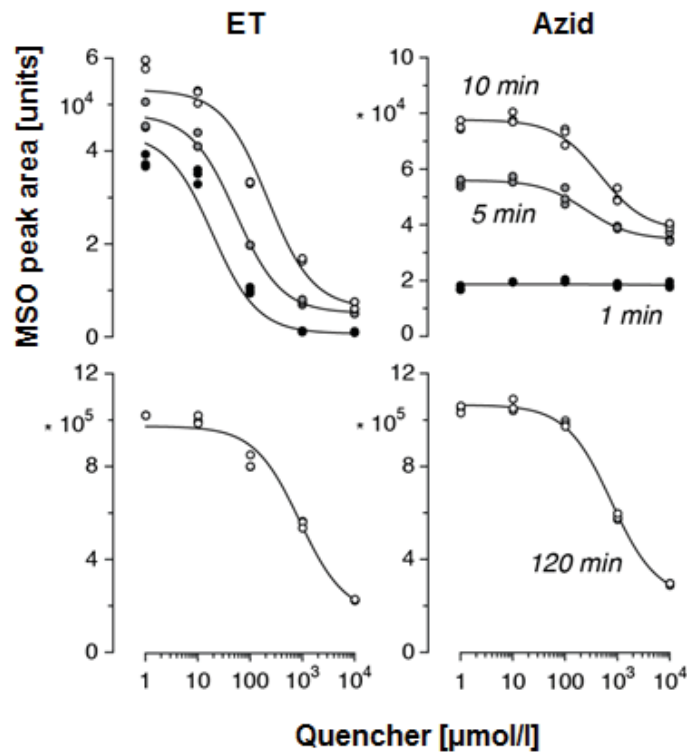 ET
Azid
MSO peak area [units]
6
10⁴
4
2
0
10
* 10⁴
8
6
4
2
0
10 min
5 min
1 min
12
* 10⁵
8
4
0
1 10 100 10³ 10⁴
12
* 10⁵
8
4
0
120 min
1 10 100 10³ 10⁴
Quencher [µmol/l]